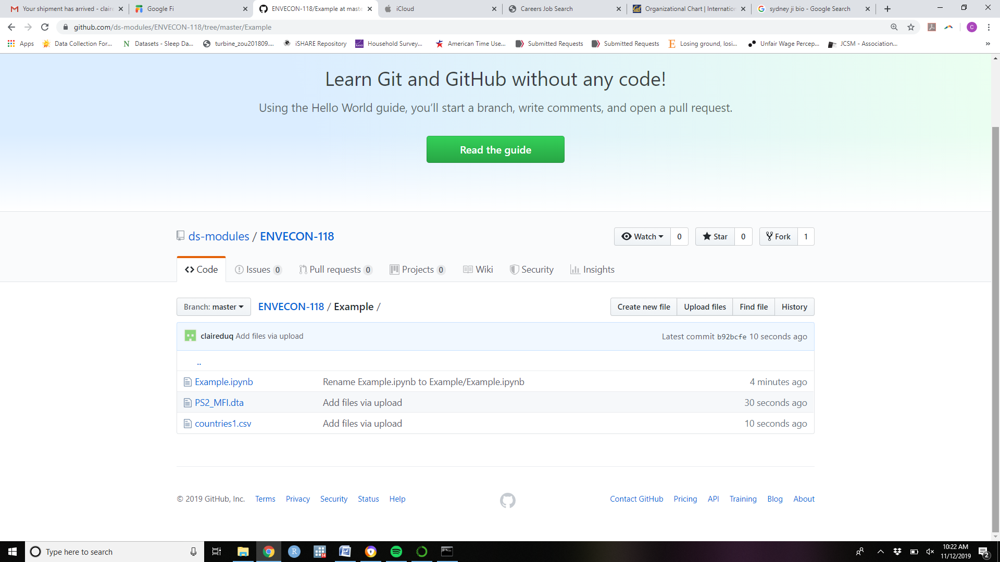 Your shipment has arrived - claire
Google Fi
ENVECON-118/Example at maste
iCloud
Careers Job Search
Organizational Chart | Internation
sydney ji bio - Google Search
github.com/ds-modules/ENVECON-118/tree/master/Example
C
Apps
Data Collection For...
Datasets - Sleep Da...
turbine_zou201809....
iSHARE Repository
Household Survey...
American Time Use...
Submitted Requests
Submitted Requests
Losing ground, losi...
Unfair Wage Percep...
JCSM - Association...
»
Learn Git and GitHub without any code!
Using the Hello World guide, you’ll start a branch, write comments, and open a pull request.
Read the guide
ds-modules / ENVECON-118
Watch 0
Star 0
Fork 1
Code
Issues 0
Pull requests 0
Projects 0
Wiki
Security
Insights
Branch: master
ENVECON-118 / Example /
Create new file
Upload files
Find file
History
claireduq Add files via upload
Latest commit b92bcfe 10 seconds ago
..
Example.ipynb Rename Example.ipynb to Example/Example.ipynb 4 minutes ago
PS2_MFI.dta Add files via upload 30 seconds ago
countries1.csv Add files via upload 10 seconds ago
© 2019 GitHub, Inc. Terms Privacy Security Status Help
Contact GitHub Pricing API Training Blog About
Type here to search
R
14
W
10:22 AM
11/12/2019
2